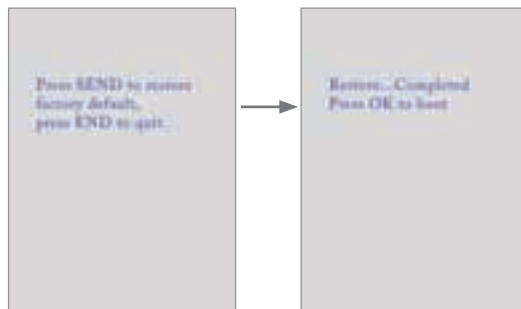 Press SEND to restore
factory default,
press END to quit.
Restore... Completed
Press OK to boot